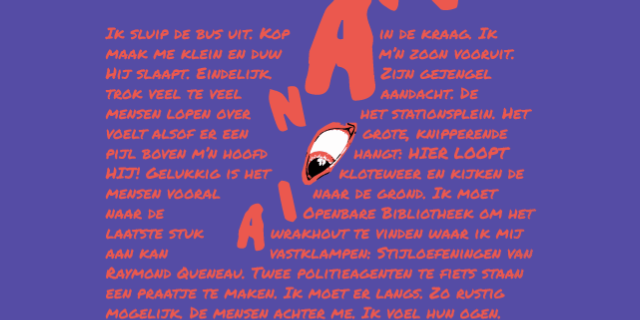 IK SLUIP DE BUS UIT. KOP IN DE KRAAG. IK
MAAK ME KLEIN EN DUW M'N ZOON VOORUIT.
HIJ SLAAPT. EINDELIJK. ZIJN GEJENGEL
TROK VEEL TE VEEL AANDACHT. DE
MENSEN LOPEN OVER HET STATIONSPLEIN. HET
VOELT ALSOF ER EEN GROTE, KNIPPERENDE
PIJL BOVEN M'N HOOFD HANGT: HIER LOOPT
HIJ! GELUKKIG IS HET KLOTEWEER EN KIJKEN DE
MENSEN VOORAL NAAR DE GROND. IK MOET
NAAR DE OPENBARE BIBLIOTHEEK OM HET
LAATSTE STUK WRAKHOUT TE VINDEN WAAR IK MIJ
AAN KAN VASTKLAMPEN: STIJLOEFENINGEN VAN
RAYMOND QUENEAU. TWEE POLITIEAGENTEN TE FIETS STAAN
EEN PRAATJE TE MAKEN. IK MOET ER LANGS. ZO RUSTIG
MOGELIJK. DE MENSEN ACHTER ME. IK VOEL HUN OGEN.
A
N
I
A